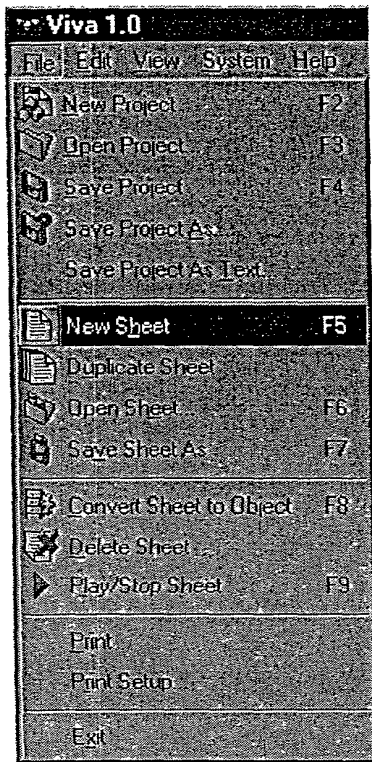 Viva 1.0
File Edit View System Help
New Project F2
Open Project... F3
Save Project F4
Save Project As...
Save Project As Text...
New Sheet F5
Duplicate Sheet
Open Sheet... F6
Save Sheet As... F7
Convert Sheet to Object F8
Delete Sheet...
Play/Stop Sheet F9
Print
Print Setup...
Exit